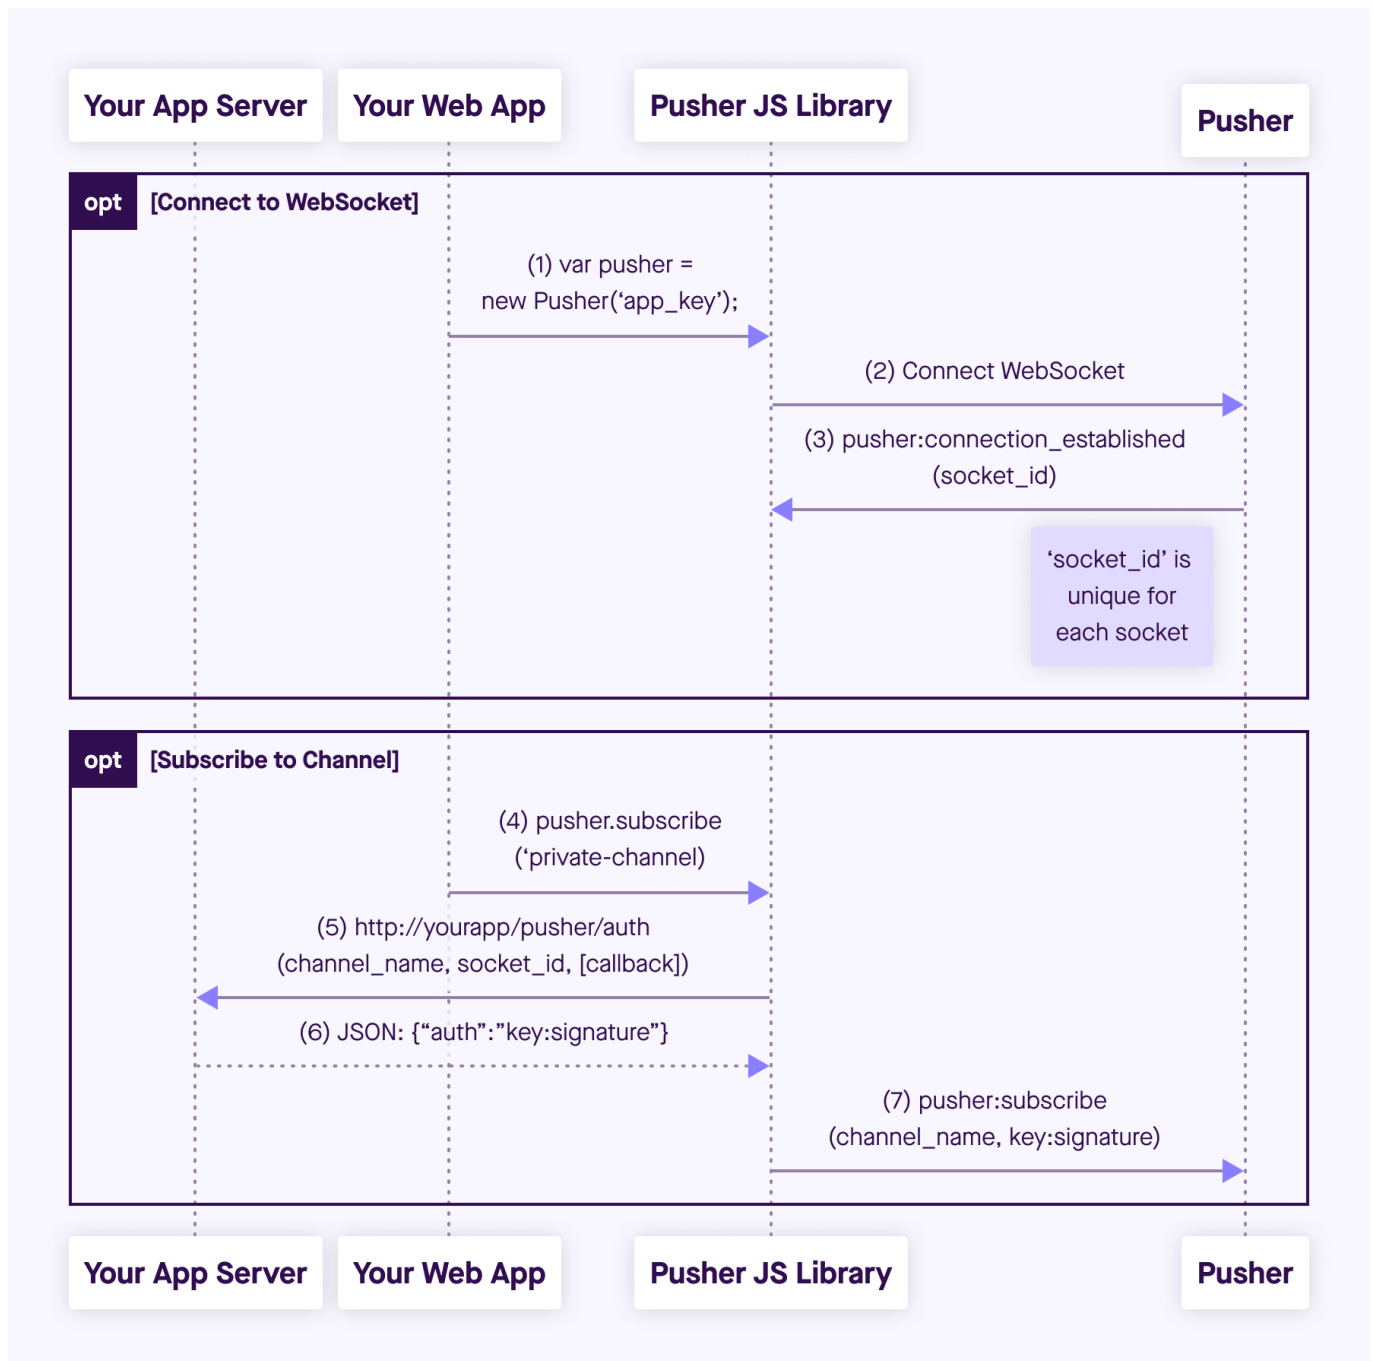 Your App Server
Your Web App
Pusher JS Library
Pusher
opt
[Connect to WebSocket]
(1) var pusher =
new Pusher(‘app_key’);
(2) Connect WebSocket
(3) pusher:connection_established
(socket_id)
‘socket_id’ is
unique for
each socket
opt
[Subscribe to Channel]
(4) pusher.subscribe
(‘private-channel)
(5) http://yourapp/pusher/auth
(channel_name, socket_id, [callback])
(6) JSON: {“auth”:”key:signature”}
(7) pusher:subscribe
(channel_name, key:signature)
Your App Server
Your Web App
Pusher JS Library
Pusher